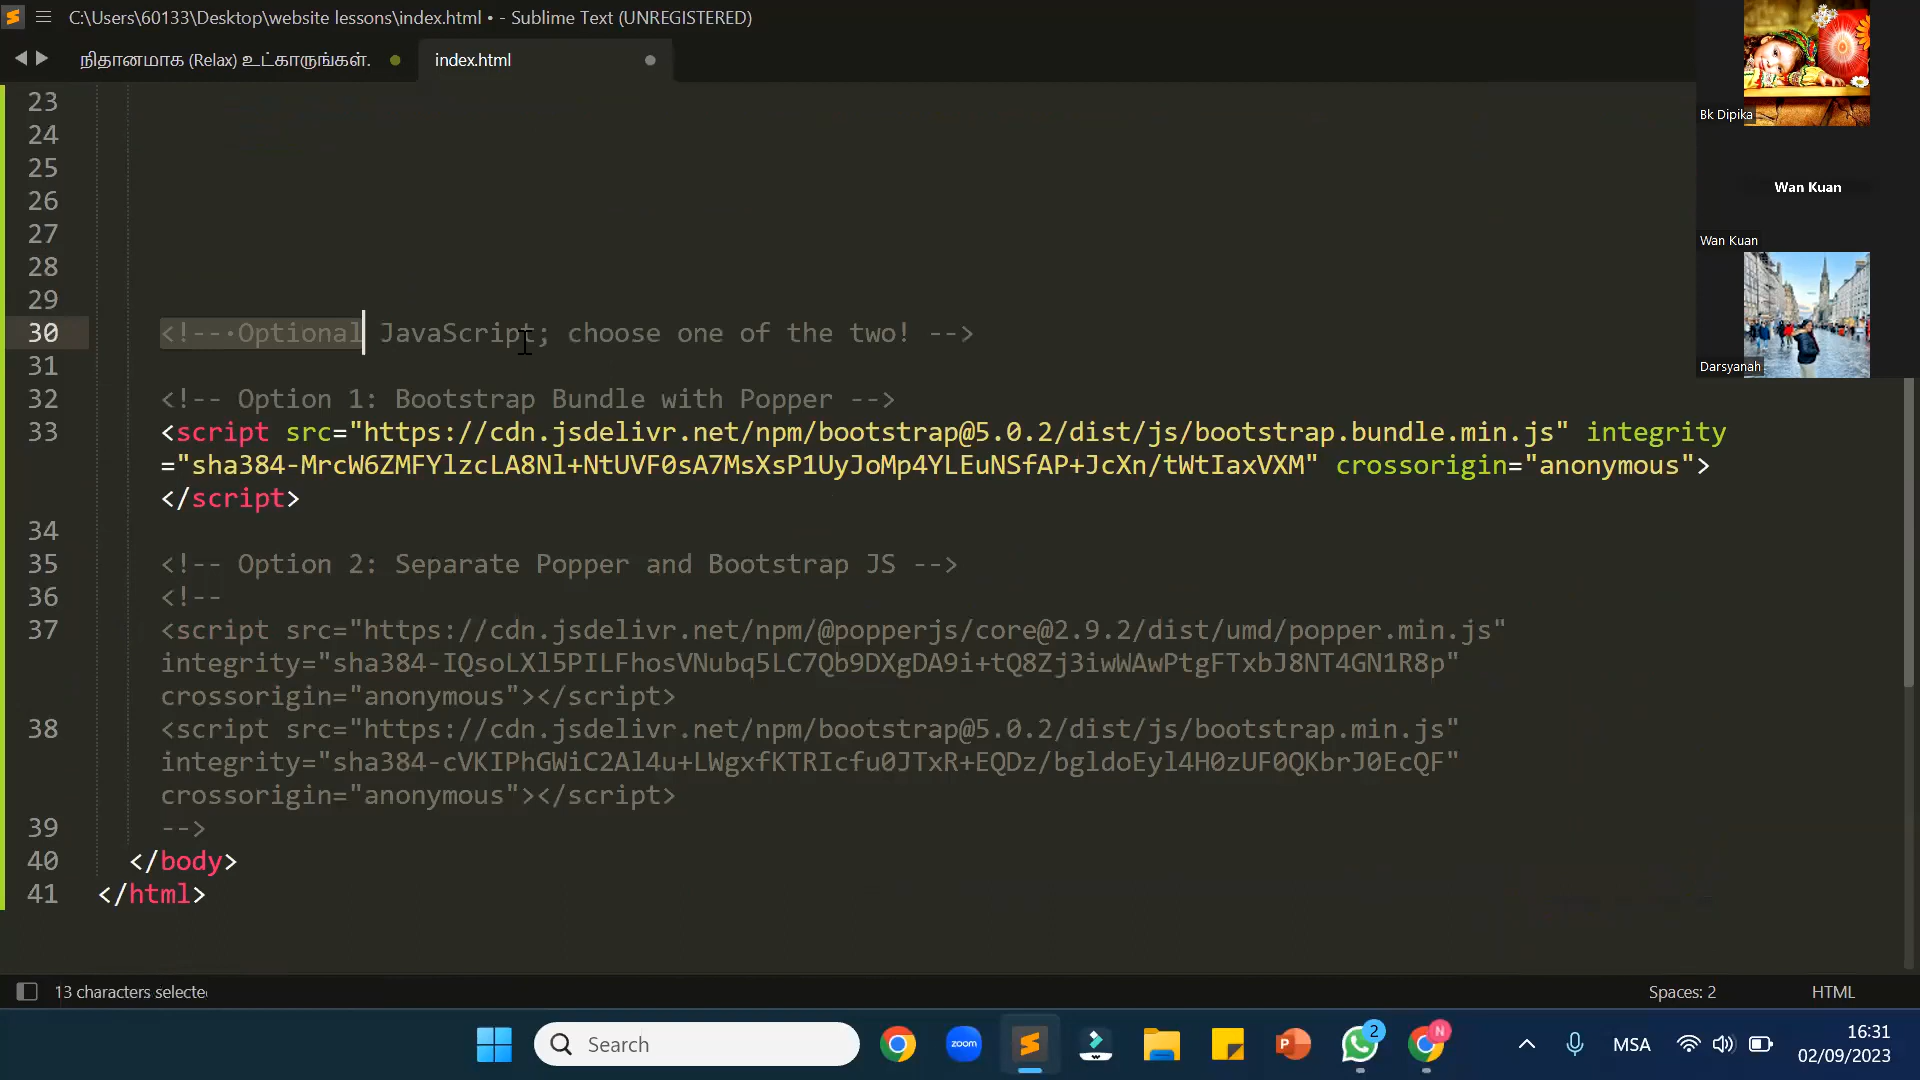 C:\Users\60133\Desktop\website lessons\index.html • - Sublime Text (UNREGISTERED)
நிதானமாக (Relax) உட்காருங்கள்.
index.html
Bk Dipika
Wan Kuan
Wan Kuan
Darsyanah
23
24
25
26
27
28
29
30 <!-- Optional JavaScript; choose one of the two! -->
31
32 <!-- Option 1: Bootstrap Bundle with Popper -->
33 <script src="https://cdn.jsdelivr.net/npm/bootstrap@5.0.2/dist/js/bootstrap.bundle.min.js" integrity
="sha384-MrcW6ZMFYlzcLA8Nl+NtUVF0sA7MsXsP1UyJoMp4YLEuNSfAP+JcXn/tWtIaxVXM" crossorigin="anonymous">
</script>
34
35 <!-- Option 2: Separate Popper and Bootstrap JS -->
36 <!--
37 <script src="https://cdn.jsdelivr.net/npm/@popperjs/core@2.9.2/dist/umd/popper.min.js"
integrity="sha384-IQsoLXl5PILFhosVNubq5LC7Qb9DXgDA9i+tQ8Zj3iwWAwPtgFTxbJ8NT4GN1R8p"
crossorigin="anonymous"></script>
38 <script src="https://cdn.jsdelivr.net/npm/bootstrap@5.0.2/dist/js/bootstrap.min.js"
integrity="sha384-cVKIPhGWiC2Al4u+LWgxfKTRIcfu0JTxR+EQDz/bgldoEyl4H0zUF0QKbrJ0EcQF"
crossorigin="anonymous"></script>
39 -->
40 </body>
41 </html>
13 characters selected
Spaces: 2
HTML
Search
zoom
2
N
MSA
16:31
02/09/2023